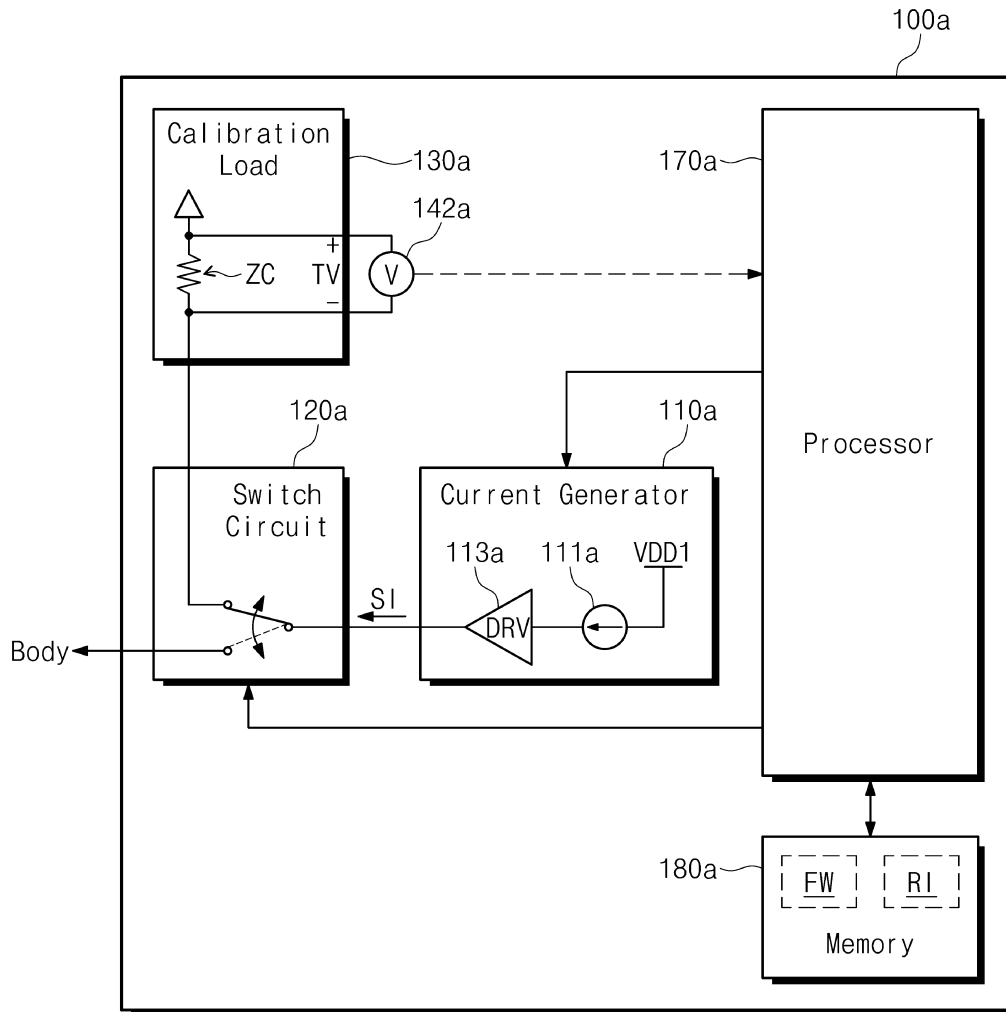 100a
Calibration
Load
130a
170a
142a
+
ZC
TV
V
−
120a
110a
Processor
Switch
Circuit
Current Generator
113a
111a
VDD1
SI
DRV
Body
180a
FW
RI
Memory